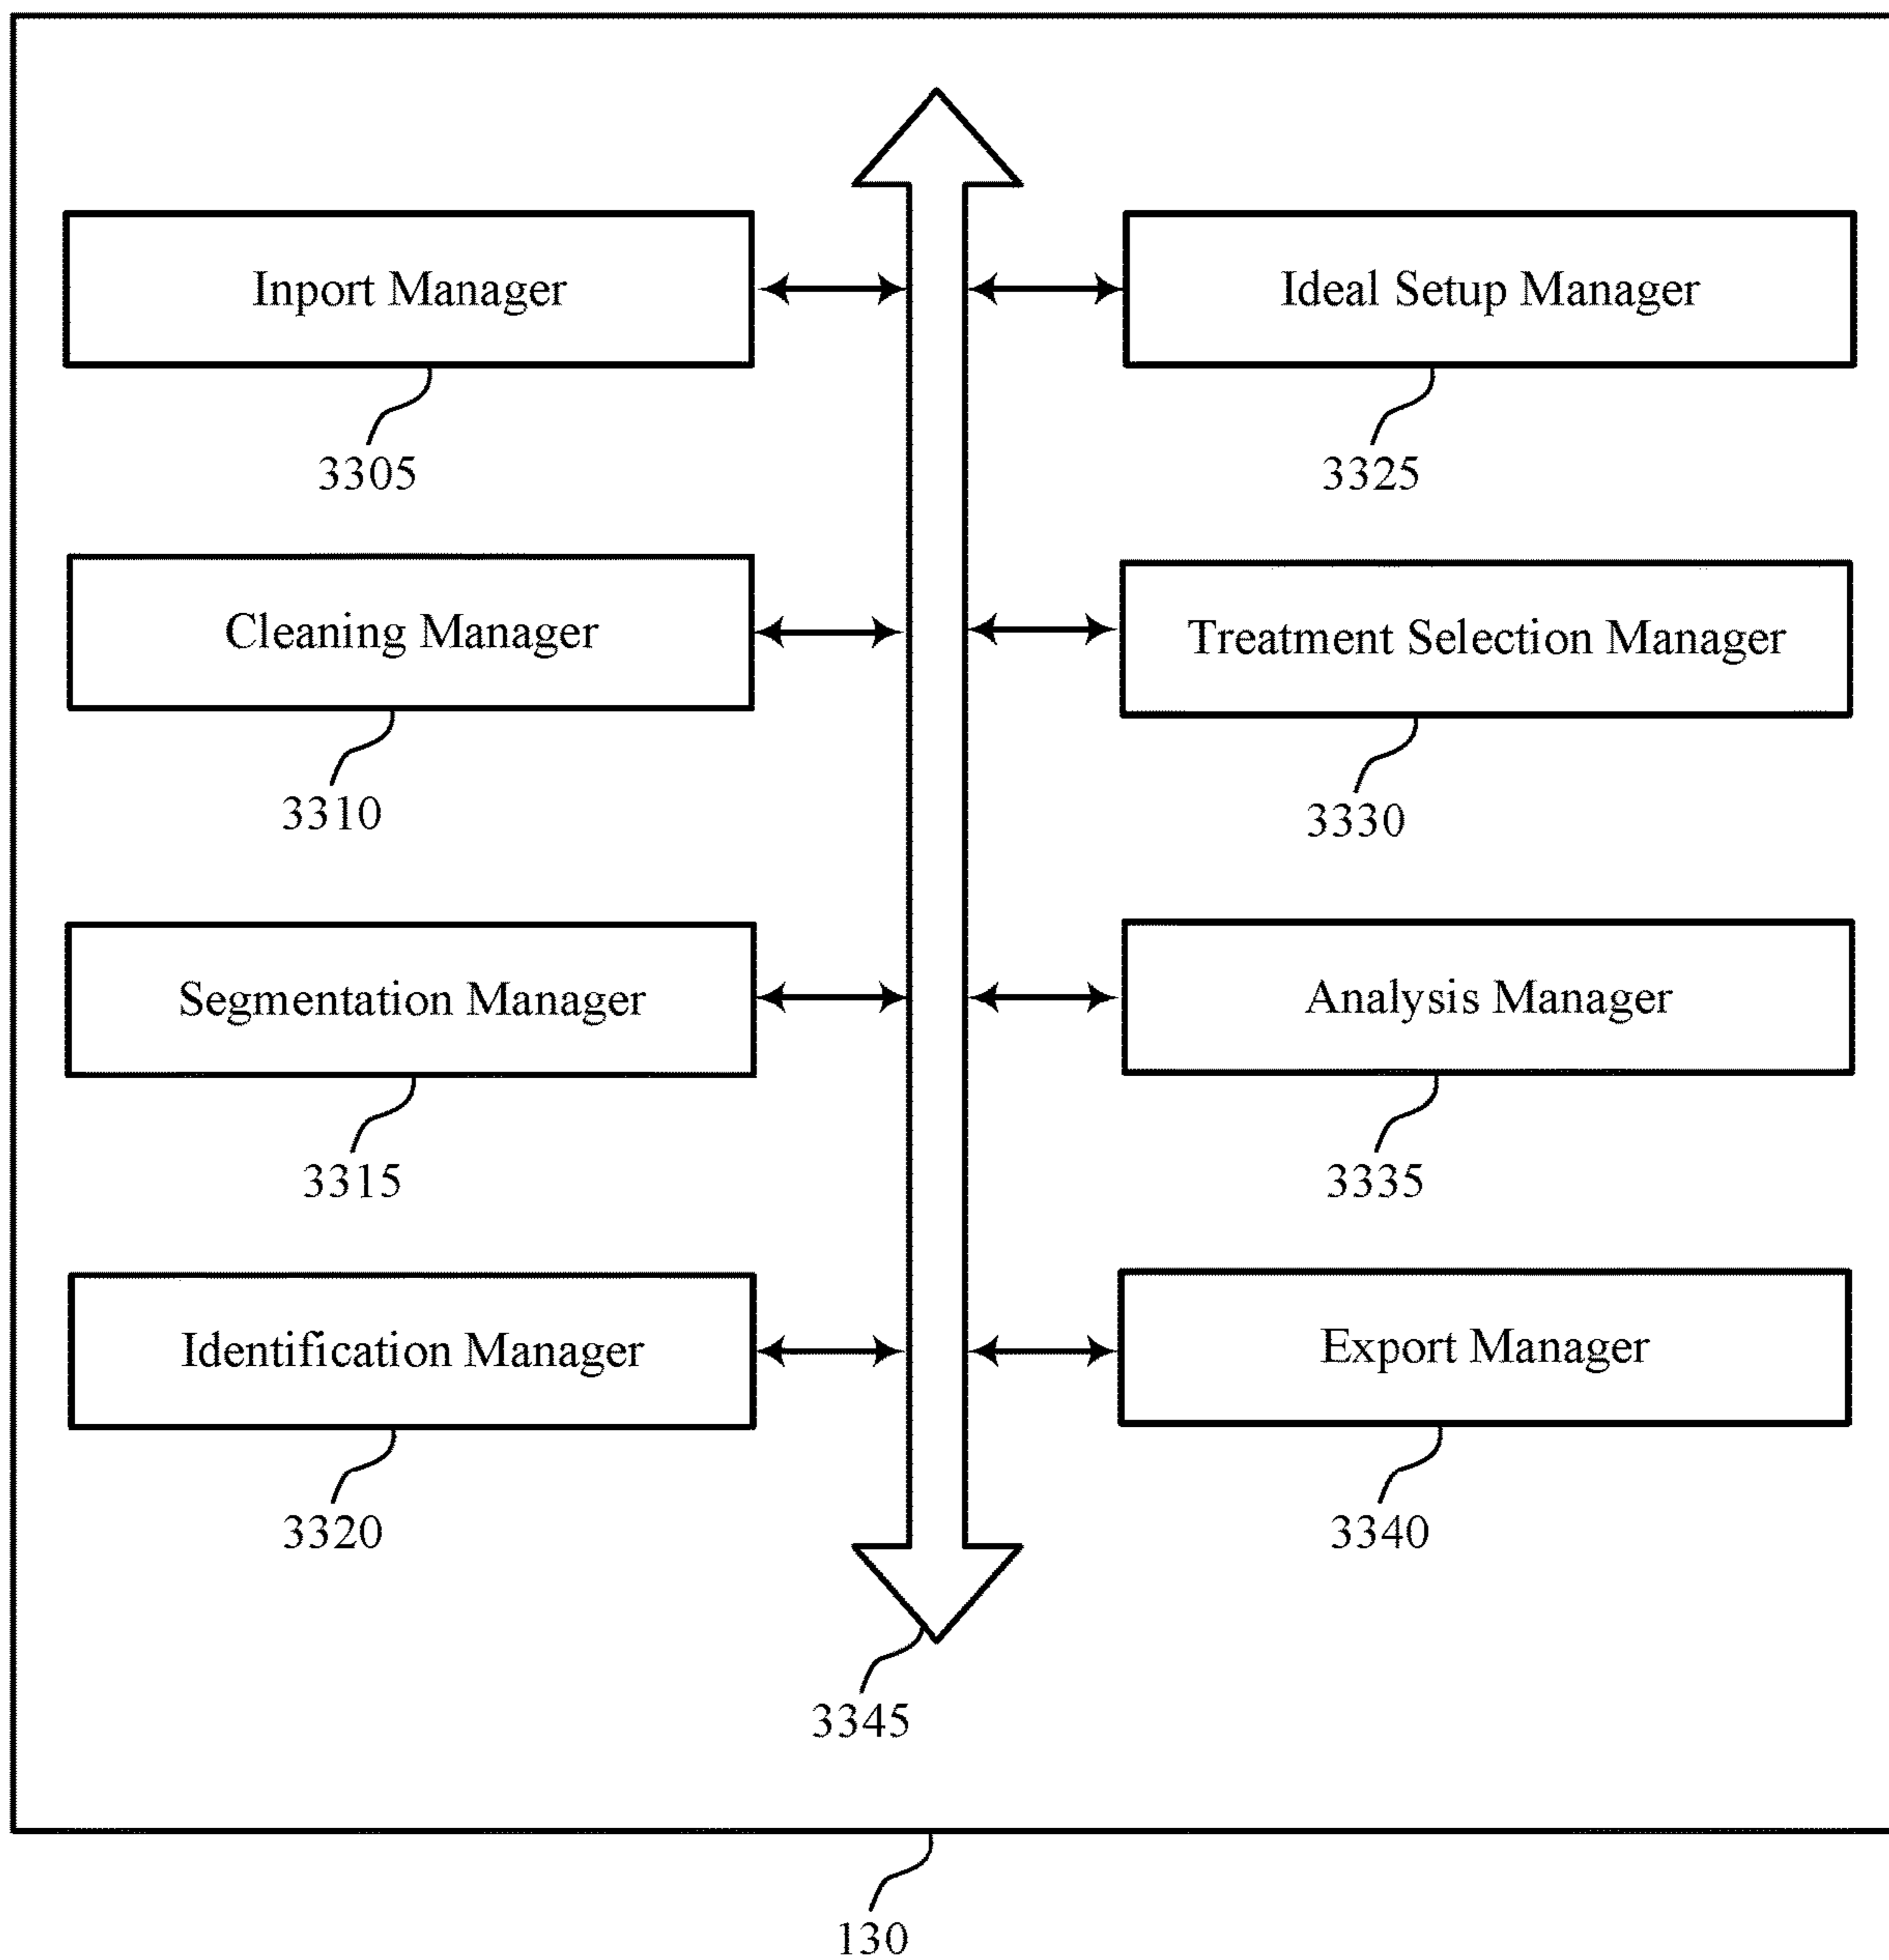 Inport Manager
3305
Ideal Setup Manager
3325
Cleaning Manager
3310
Treatment Selection Manager
3330
Segmentation Manager
3315
Analysis Manager
3335
Identification Manager
3320
Export Manager
3340
3345
130